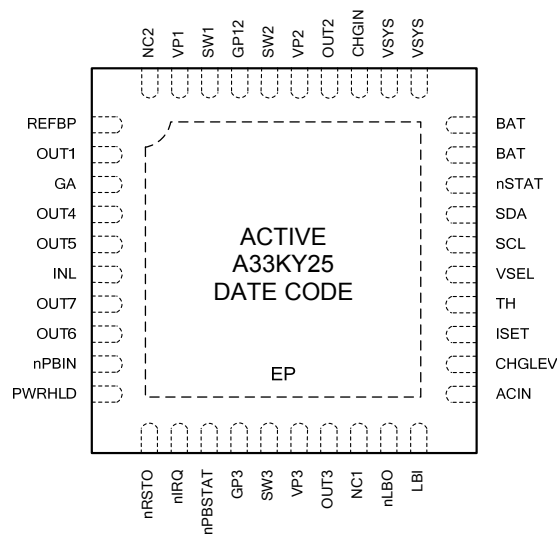 NC2
VP1
SW1
GP12
SW2
VP2
OUT2
CHGIN
VSYS
VSYS
REFBP
OUT1
GA
OUT4
OUT5
INL
OUT7
OUT6
nPBIN
PWRHLD
ACTIVE
A33KY25
DATE CODE
EP
BAT
BAT
nSTAT
SDA
SCL
VSEL
TH
ISET
CHGLEV
ACIN
nRSTO
nIRQ
nPBSTAT
GP3
SW3
VP3
OUT3
NC1
nLBO
LBI